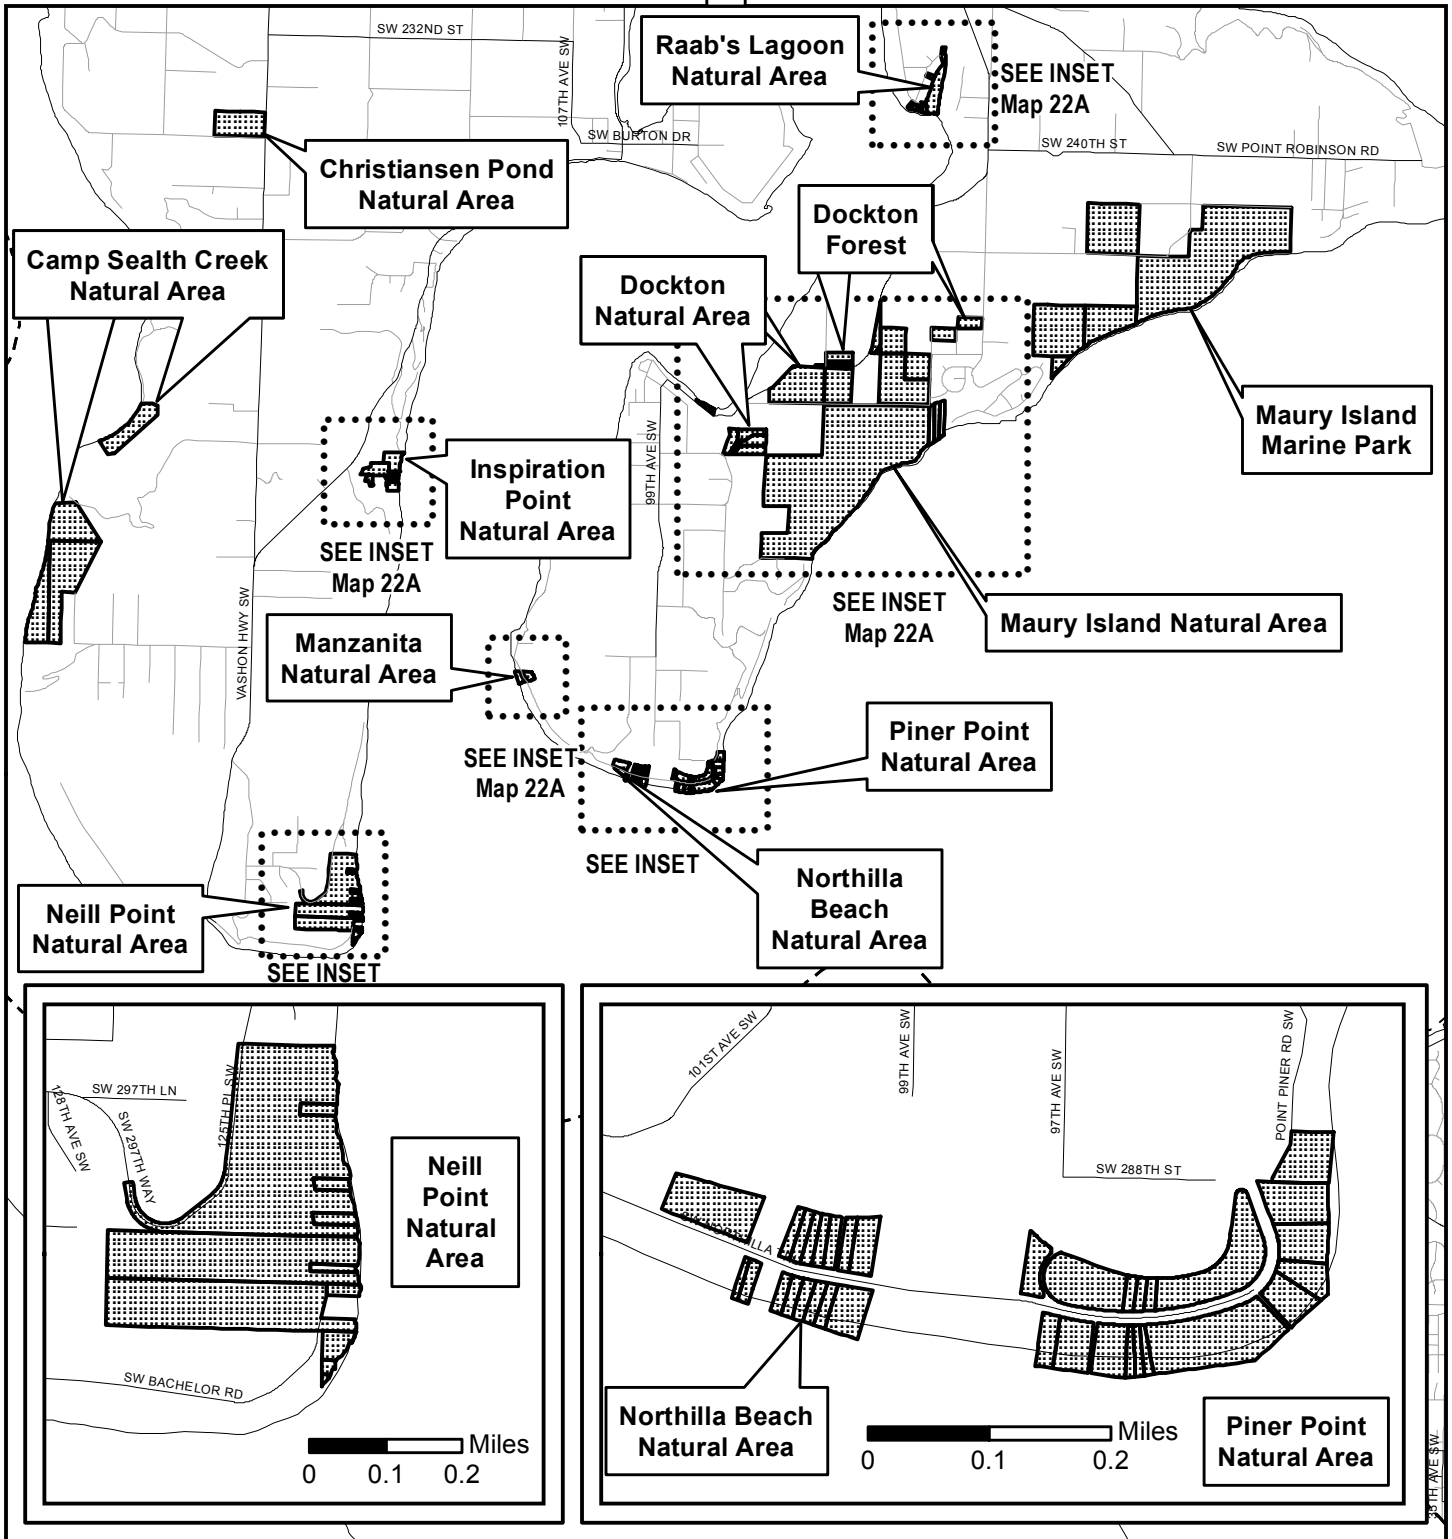 SW 232ND ST
107TH AVE SW
SW BURTON DR
Raab's Lagoon
Natural Area
SEE INSET
Map 22A
SW 240TH ST
SW POINT ROBINSON RD
Christiansen Pond
Natural Area
Camp Sealth Creek
Natural Area
Dockton
Forest
Dockton
Natural Area
Maury Island
Marine Park
99TH AVE SW
Inspiration
Point
Natural Area
SEE INSET
Map 22A
VASHON HWY SW
SEE INSET
Map 22A
Maury Island Natural Area
Manzanita
Natural Area
SEE INSET
Map 22A
Piner Point
Natural Area
SEE INSET
Northilla
Beach
Natural Area
Neill Point
Natural Area
SEE INSET
SW 297TH LN
128TH AVE SW
SW 297TH WAY
125TH PL SW
Neill
Point
Natural
Area
SW BACHELOR RD
Miles
0 0.1 0.2
101ST AVE SW
99TH AVE SW
97TH AVE SW
POINT PINER RD SW
SW 288TH ST
Northilla Beach
Natural Area
Miles
0 0.1 0.2
Piner Point
Natural Area
35TH AVE SW